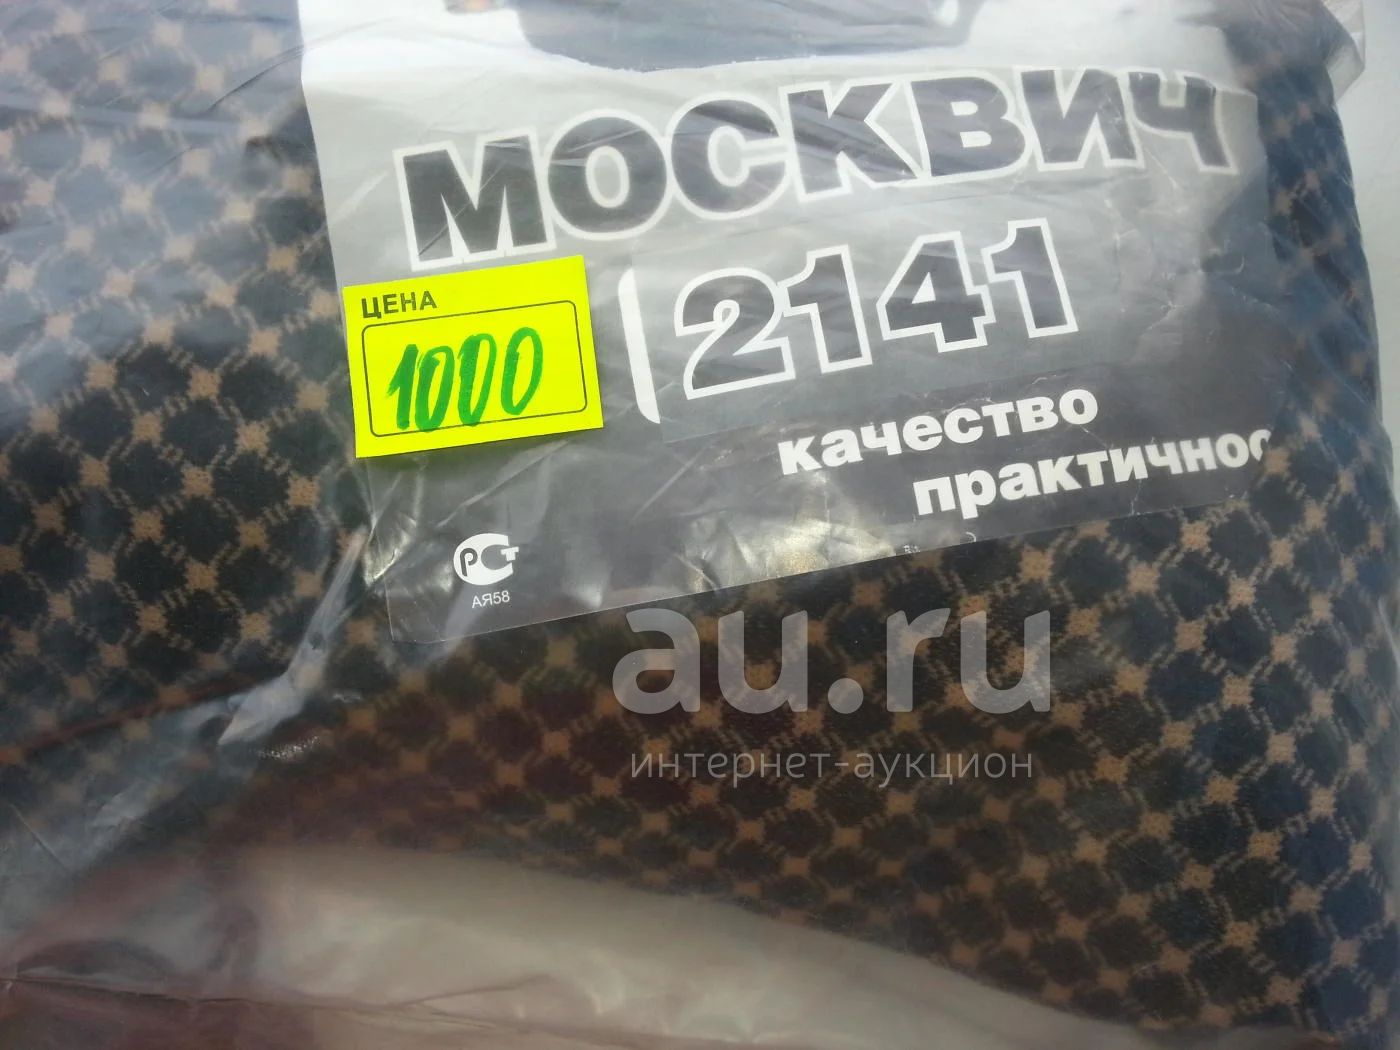 МОСКВИЧ
2141
ЦЕНА
1000
качество
практичнос
РСТ
АЯ58
au.ru
интернет-аукцион